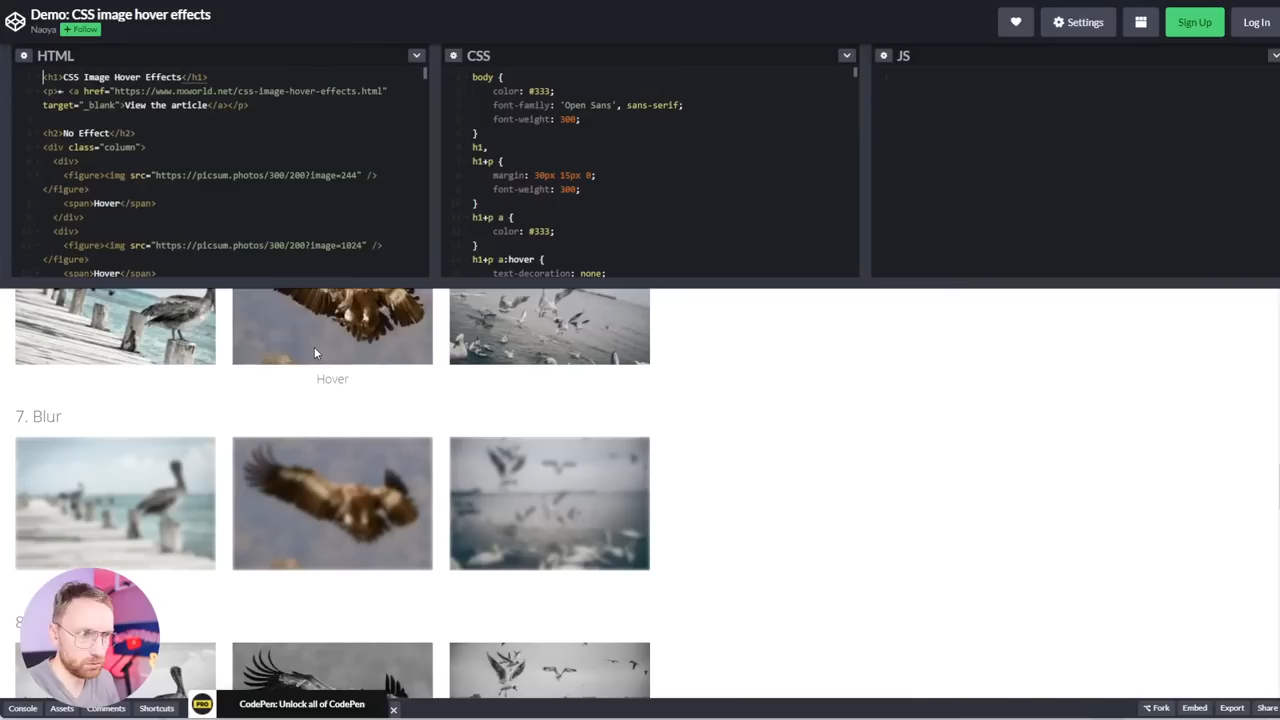 Demo: CSS image hover effects
Naoya + Follow
Settings
Sign Up
Log In
HTML
<h1>CSS Image Hover Effects</h1>
<p>← <a href="https://www.nxworld.net/css-image-hover-effects.html"
target="_blank">View the article</a></p>
<h2>No Effect</h2>
<div class="column">
<div>
<figure><img src="https://picsum.photos/300/200?image=244" />
</figure>
<span>Hover</span>
</div>
<div>
<figure><img src="https://picsum.photos/300/200?image=1024" />
</figure>
<span>Hover</span>
CSS
body {
color: #333;
font-family: 'Open Sans', sans-serif;
font-weight: 300;
}
h1,
h1+p {
margin: 30px 15px 0;
font-weight: 300;
}
h1+p a {
color: #333;
}
h1+p a:hover {
text-decoration: none;
JS
Hover
7. Blur
Console
Assets
Comments
Shortcuts
PRO
CodePen: Unlock all of CodePen
x
Fork
Embed
Export
Share